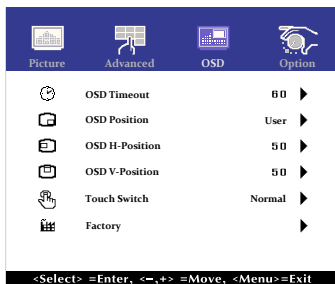 Picture Advanced OSD Option
OSD Timeout 60
OSD Position User
OSD H-Position 50
OSD V-Position 50
Touch Switch Normal
Factory
<Select> =Enter, <-,+> =Move, <Menu>=Exit